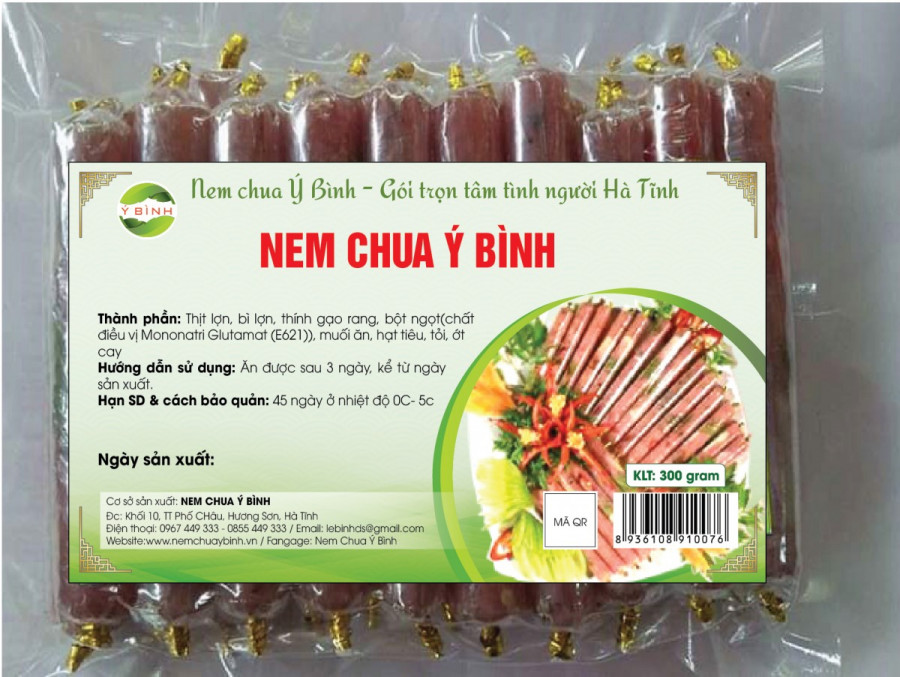 Nem chua Ý Bình - Gói trọn tâm tình người Hà Tĩnh
Ý BÌNH
NEM CHUA Ý BÌNH
Thành phần: Thịt lợn, bì lợn, thính gạo rang, bột ngọt(chất
điều vị Mononatri Glutamat (E621)), muối ăn, hạt tiêu, tỏi, ớt
cay
Hướng dẫn sử dụng: Ăn được sau 3 ngày, kể từ ngày
sản xuất.
Hạn SD & cách bảo quản: 45 ngày ở nhiệt độ 0C- 5c
Ngày sản xuất:
KLT: 300 gram
Cơ sở sản xuất: NEM CHUA Ý BÌNH
Đc: Khối 10, TT Phố CHâu, Hương Sơn, Hà Tĩnh
Điện thoại: 0967 449 333 - 0855 449 333 / Email: lebinhds@gmail.com
Website:www.nemchuaybinh.vn / Fangage: Nem Chua Ý Bình
MÃ QR
8 936108 910076